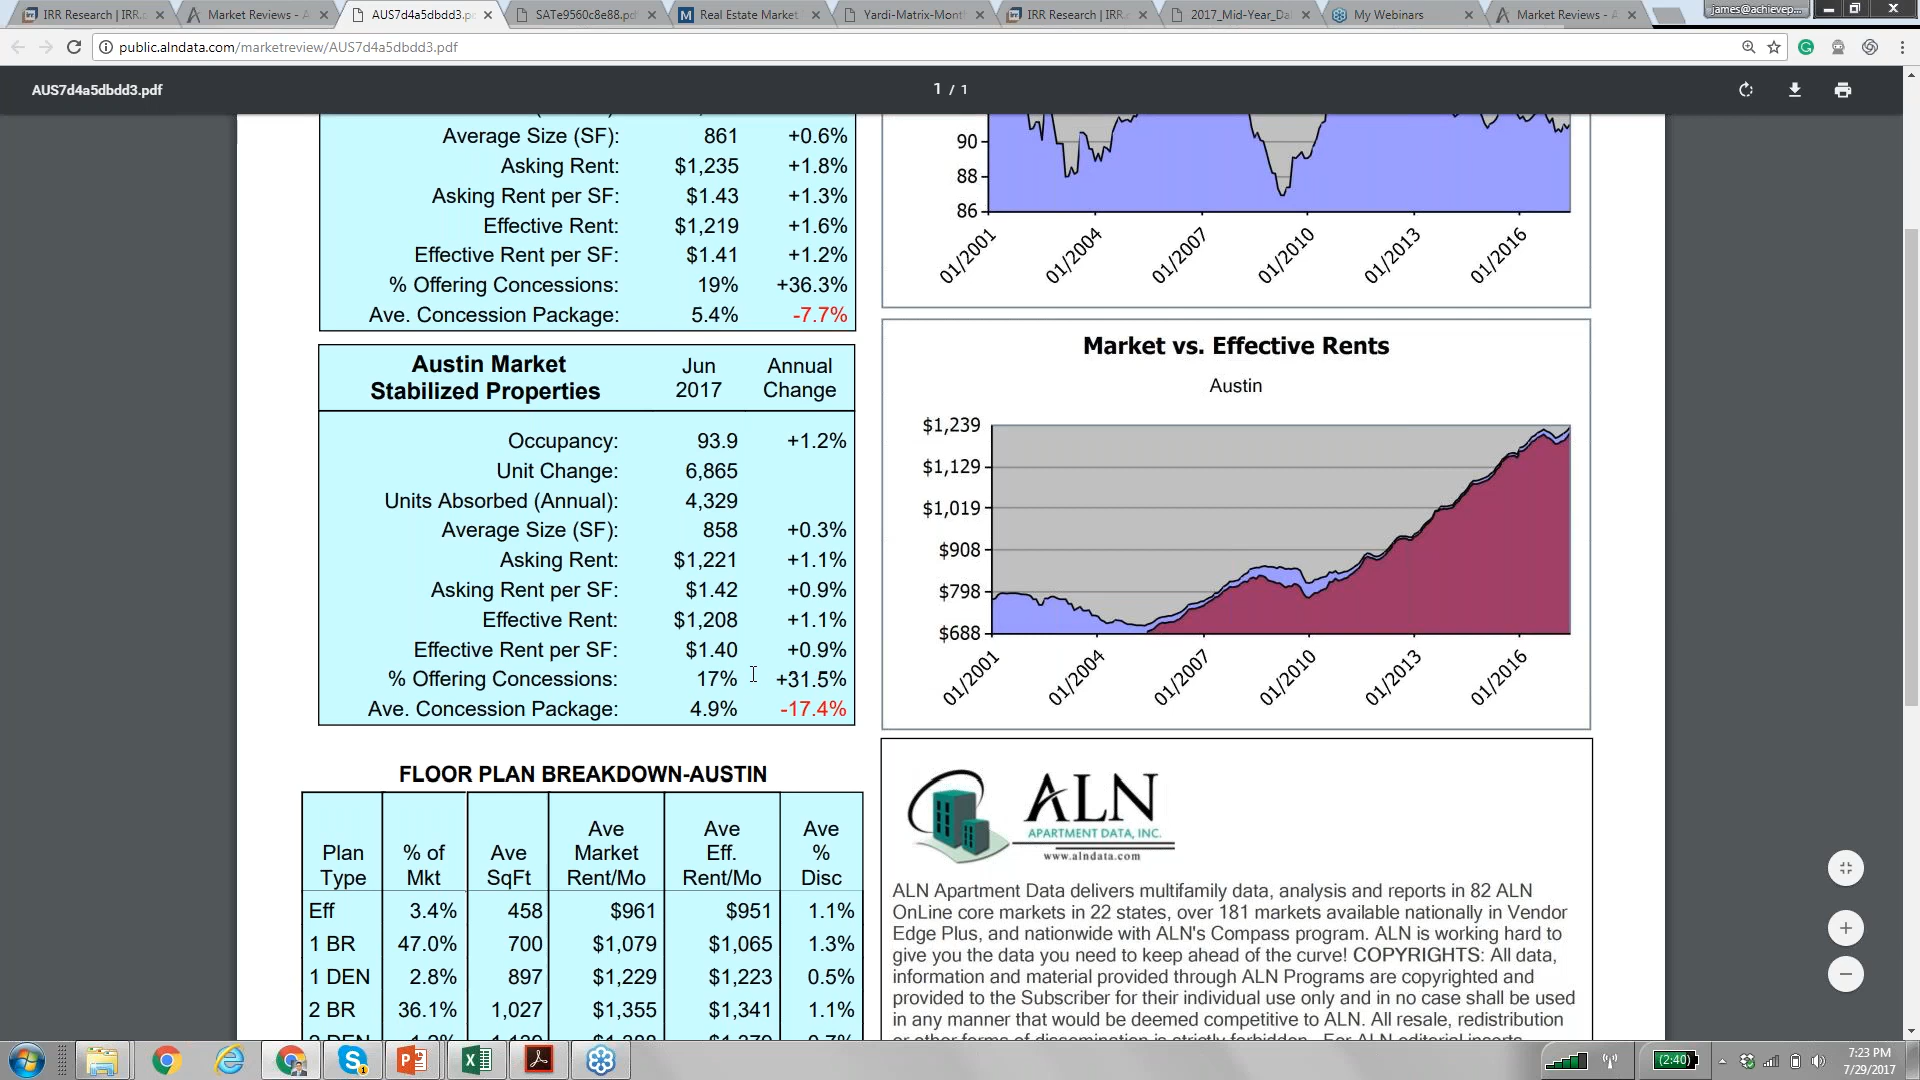 IRR Research | IRR.c
Market Reviews - A
AUS7d4a5dbdd3.pd
SATe9560c8e88.pdf
Real Estate Market
Yardi-Matrix-Month
IRR Research | IRR.c
2017_Mid-Year_Dal
My Webinars
Market Reviews - A
james@achievep...
public.alndata.com/marketreview/AUS7d4a5dbdd3.pdf
AUS7d4a5dbdd3.pdf
1 / 1
Average Size (SF): 861 +0.6%
Asking Rent: $1,235 +1.8%
Asking Rent per SF: $1.43 +1.3%
Effective Rent: $1,219 +1.6%
Effective Rent per SF: $1.41 +1.2%
% Offering Concessions: 19% +36.3%
Ave. Concession Package: 5.4% -7.7%
90
88
86
01/2001 01/2004 01/2007 01/2010 01/2013 01/2016
Austin Market Jun Annual
Stabilized Properties 2017 Change
Occupancy: 93.9 +1.2%
Unit Change: 6,865
Units Absorbed (Annual): 4,329
Average Size (SF): 858 +0.3%
Asking Rent: $1,221 +1.1%
Asking Rent per SF: $1.42 +0.9%
Effective Rent: $1,208 +1.1%
Effective Rent per SF: $1.40 +0.9%
% Offering Concessions: 17% +31.5%
Ave. Concession Package: 4.9% -17.4%
Market vs. Effective Rents
Austin
$1,239
$1,129
$1,019
$908
$798
$688
01/2001 01/2004 01/2007 01/2010 01/2013 01/2016
FLOOR PLAN BREAKDOWN-AUSTIN
Ave Ave Ave
Plan % of Ave Market Eff. %
Type Mkt SqFt Rent/Mo Rent/Mo Disc
Eff 3.4% 458 $961 $951 1.1%
1 BR 47.0% 700 $1,079 $1,065 1.3%
1 DEN 2.8% 897 $1,229 $1,223 0.5%
2 BR 36.1% 1,027 $1,355 $1,341 1.1%
ALN
APARTMENT DATA, INC.
www.alndata.com
ALN Apartment Data delivers multifamily data, analysis and reports in 82 ALN
OnLine core markets in 22 states, over 181 markets available nationally in Vendor
Edge Plus, and nationwide with ALN's Compass program. ALN is working hard to
give you the data you need to keep ahead of the curve! COPYRIGHTS: All data,
information and material provided through ALN Programs are copyrighted and
provided to the Subscriber for their individual use only and in no case shall be used
in any manner that would be deemed competitive to ALN. All resale, redistribution
(2:40)
7:23 PM
7/29/2017